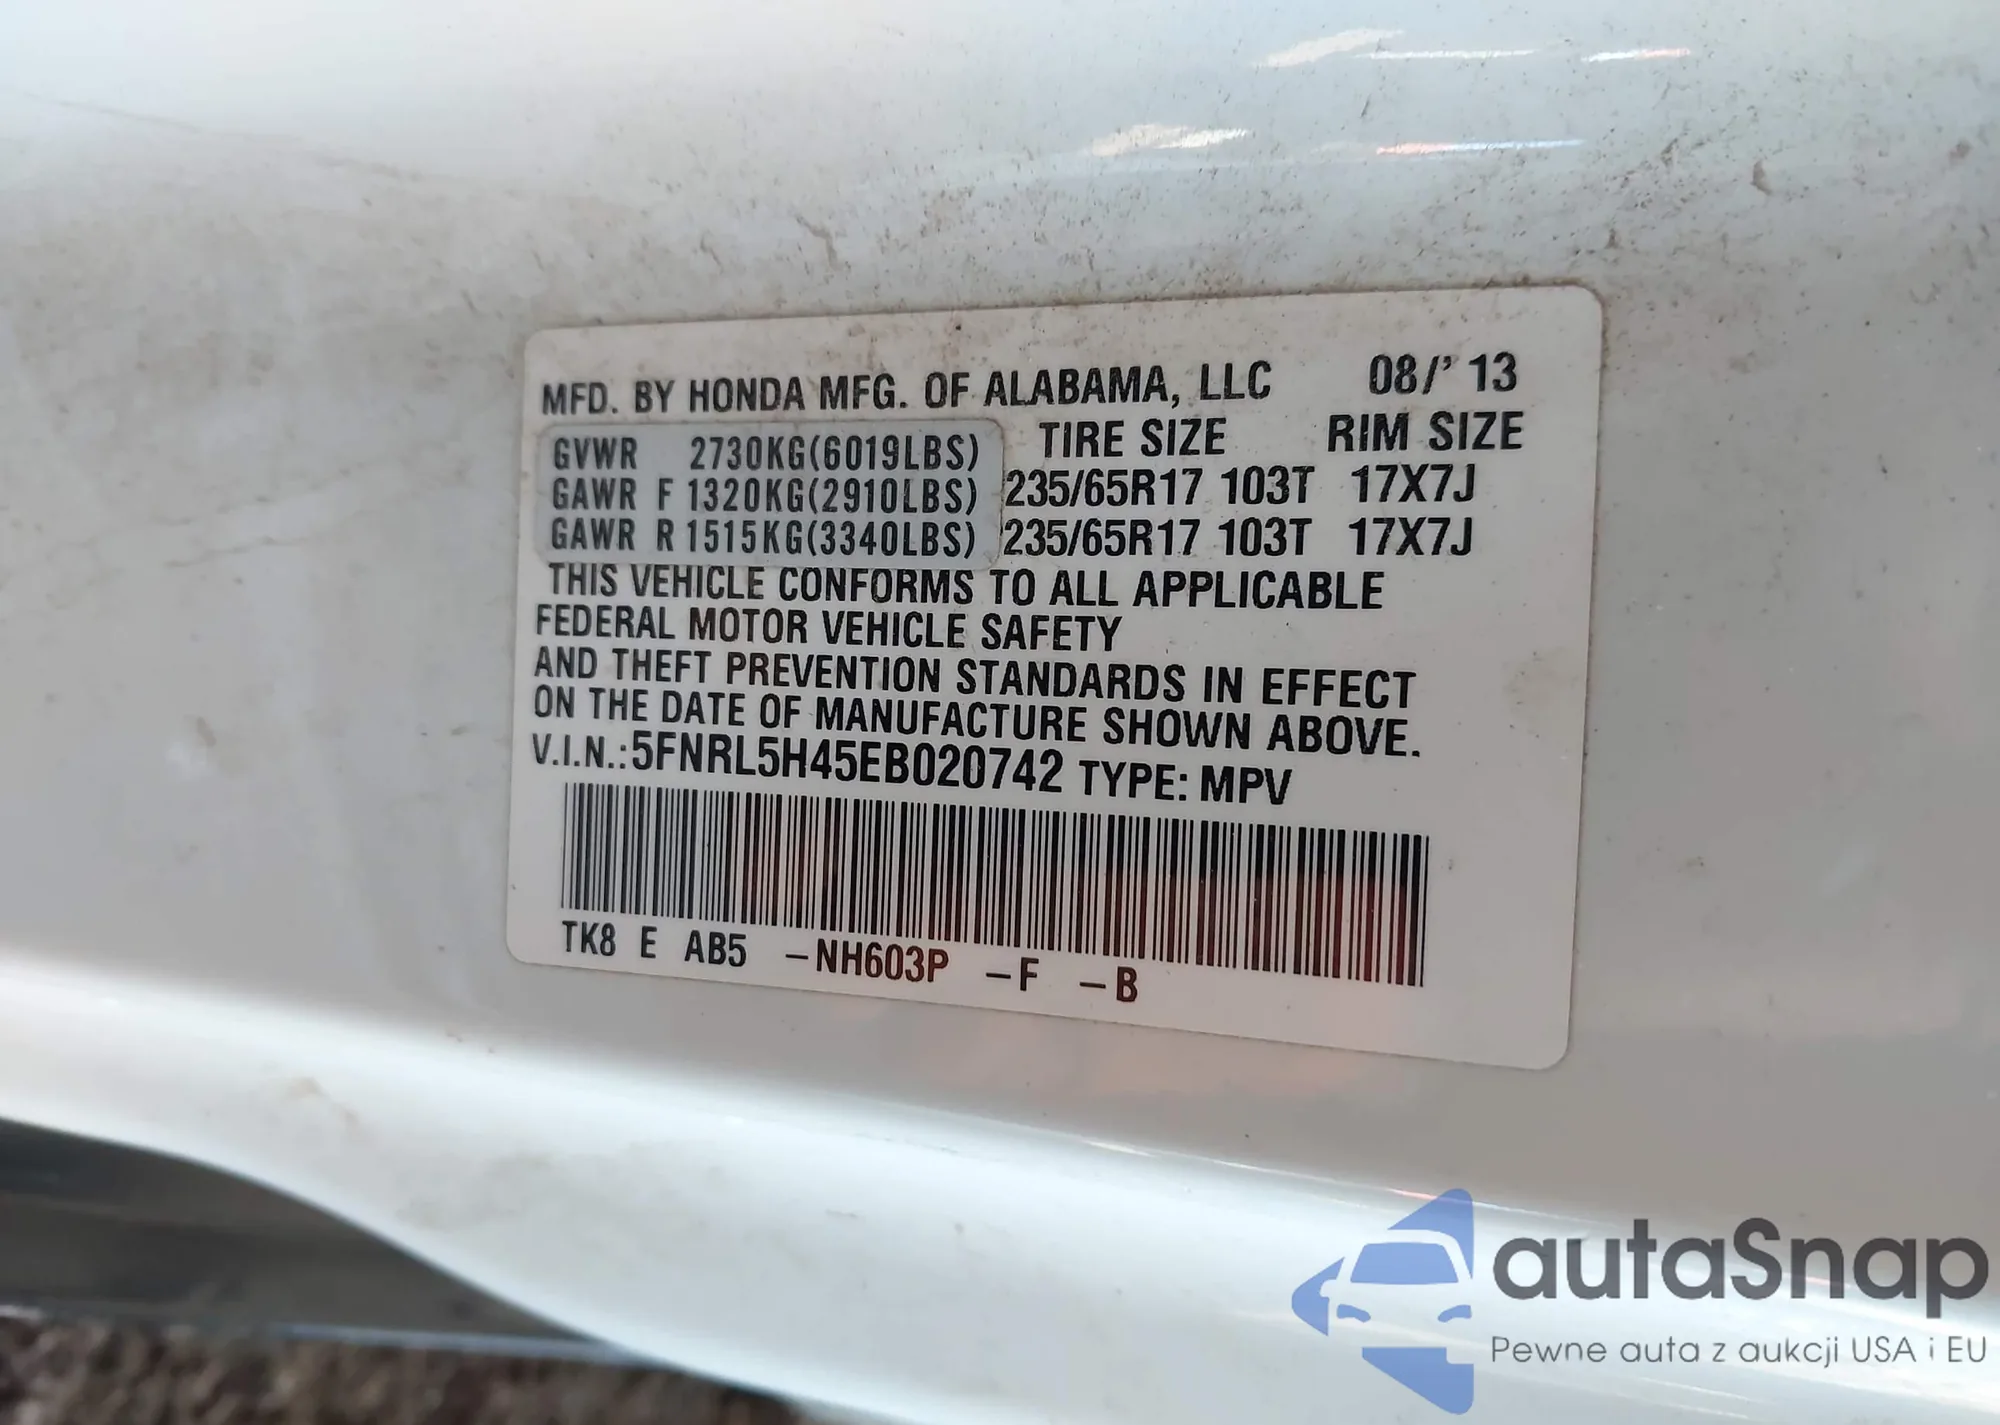 MFD. BY HONDA MFG. OF ALABAMA, LLC 08/' 13
GVWR 2730KG(6019LBS) TIRE SIZE RIM SIZE
GAWR F 1320KG(2910LBS) 235/65R17 103T 17X7J
GAWR R 1515KG(3340LBS) 235/65R17 103T 17X7J
THIS VEHICLE CONFORMS TO ALL APPLICABLE
FEDERAL MOTOR VEHICLE SAFETY
AND THEFT PREVENTION STANDARDS IN EFFECT
ON THE DATE OF MANUFACTURE SHOWN ABOVE.
V.I.N.:5FNRL5H45EB020742 TYPE: MPV
TK8 E AB5 -NH603P -F -B
autaSnap
Pewne auta z aukcji USA i EU